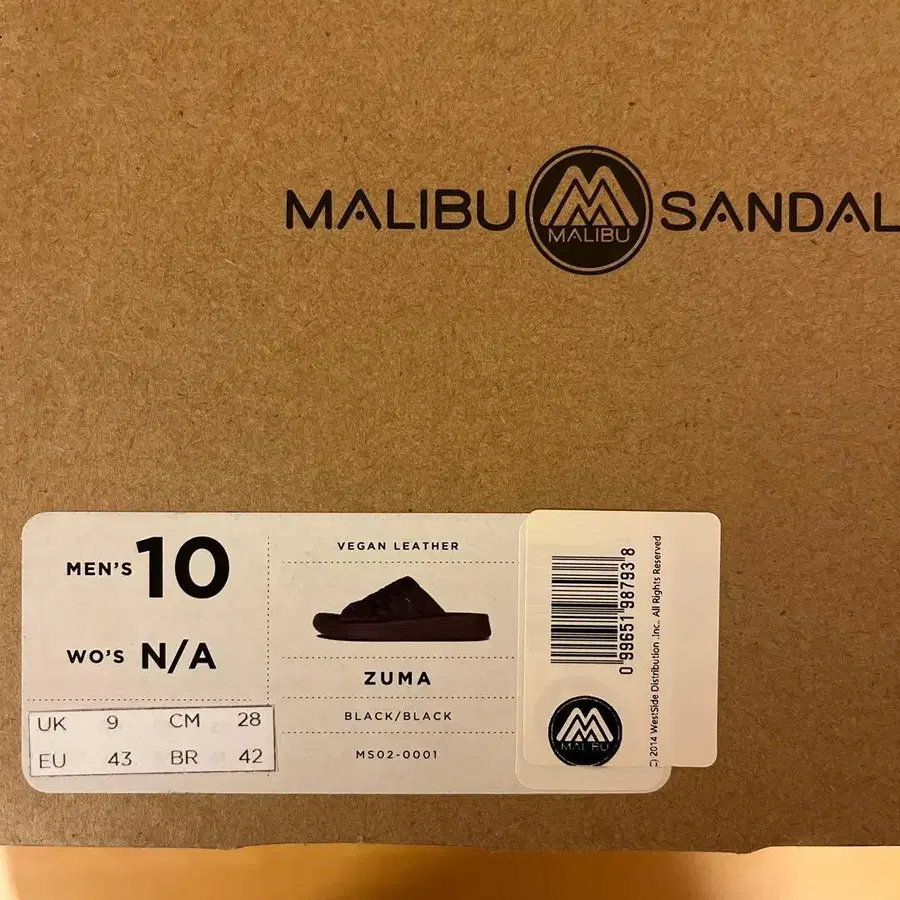 MALIBU MALIBU SANDAL
MEN'S 10
WO'S N/A
UK 9 CM 28
EU 43 BR 42
VEGAN LEATHER
ZUMA
BLACK/BLACK
MS02-0001
0 99651 98793 8
MALIBU
) 2014 WestSide Distribution .Inc. All Rights Reserved